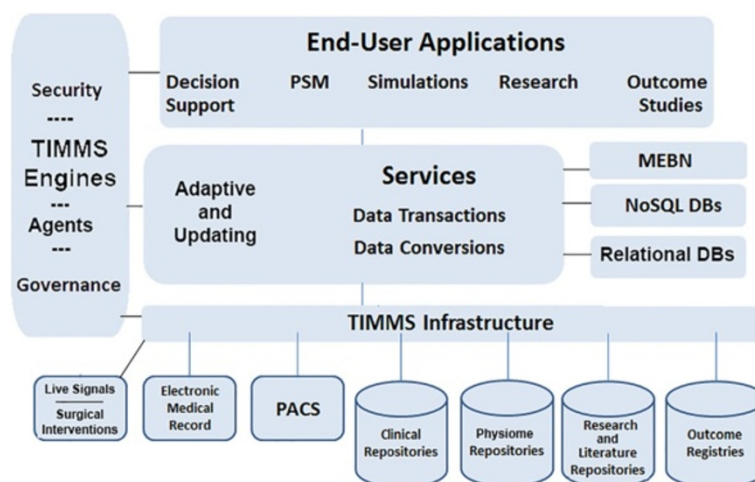 End-User Applications
Decision
Support
PSM
Simulations
Research
Outcome
Studies
Security
----
TIMMS
Engines
---
Agents
---
Governance
Adaptive
and
Updating
Services
Data Transactions
Data Conversions
MEBN
NoSQL DBs
Relational DBs
TIMMS Infrastructure
Live Signals
Surgical
Interventions
Electronic
Medical
Record
PACS
Clinical
Repositories
Physiome
Repositories
Research
and
Literature
Repositories
Outcome
Registries